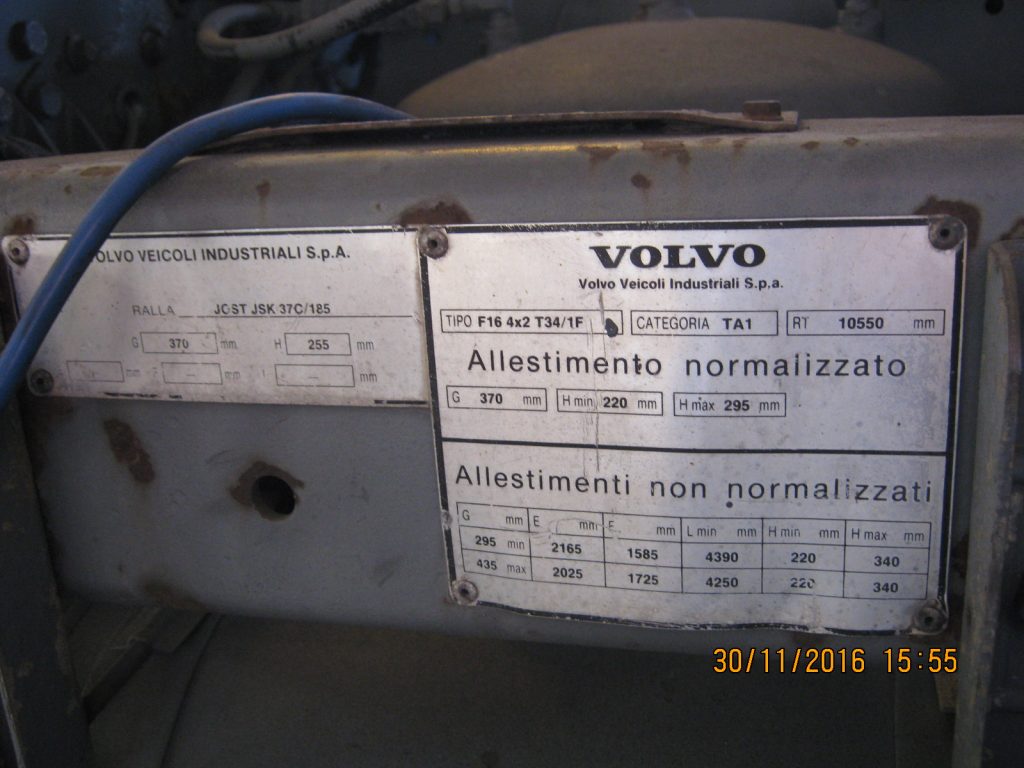 VOLVO VEICOLI INDUSTRIALI S.p.A.
RALLA JOST JSK 37C/185
G 370 mm H 255 mm
— mm — mm — mm
VOLVO
Volvo Veicoli Industriali S.p.a.
TIPO F16 4x2 T34/1F CATEGORIA TA1 RT 10550 mm
Allestimento normalizzato
G 370 mm H min 220 mm H max 295 mm
Allestimenti non normalizzati
G mm E mm F mm L min mm H min mm H max mm
295 min 2165 1585 4390 220 340
435 max 2025 1725 4250 220 340
30/11/2016 15:55